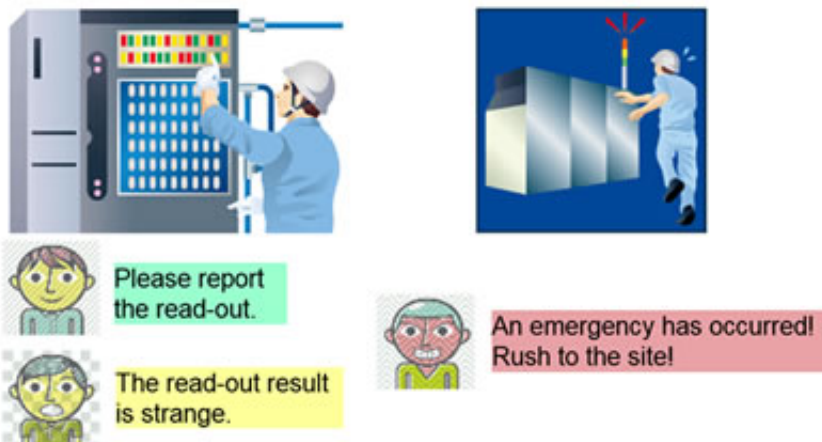 Please report
the read-out.
The read-out result
is strange.
An emergency has occurred!
Rush to the site!